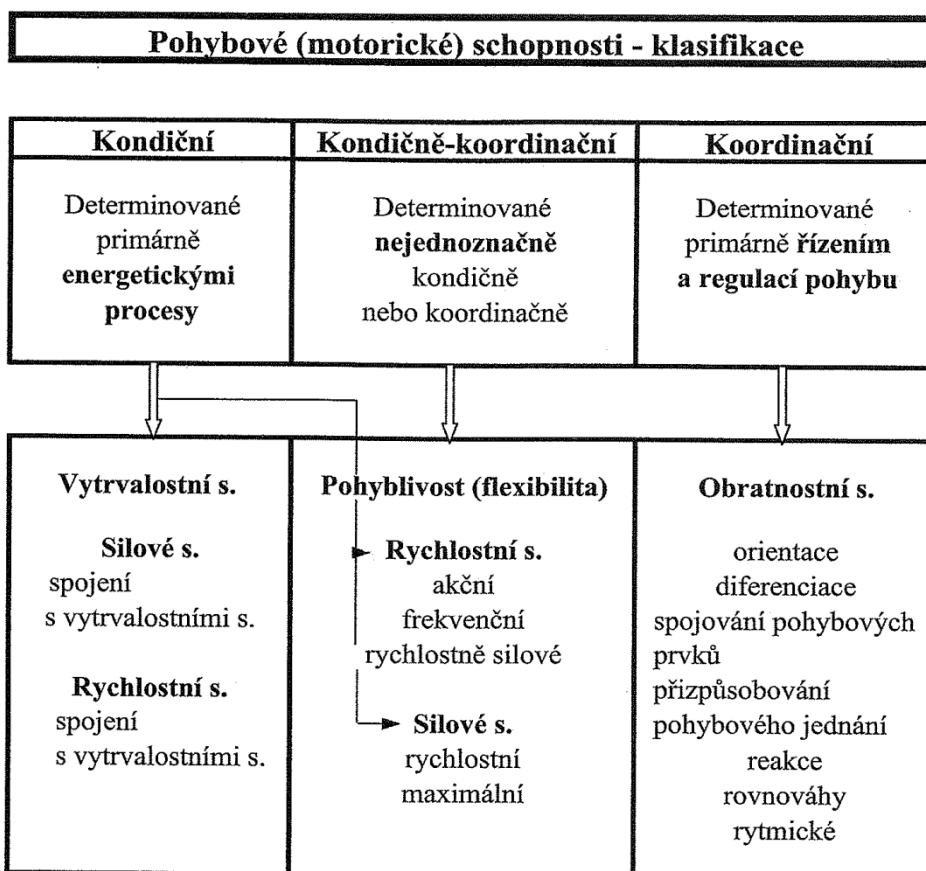 Pohybové (motorické) schopnosti - klasifikace
Kondiční
Determinované
primárně
energetickými
procesy
Kondičně-koordinační
Determinované
nejednoznačně
kondičně
nebo koordinačně
Koordinační
Determinované
primárně řízením
a regulací pohybu
Vytrvalostní s.
Silové s.
spojení
s vytrvalostními s.
Rychlostní s.
spojení
s vytrvalostními s.
Pohyblivost (flexibilita)
Rychlostní s.
akční
frekvenční
rychlostně silové
Silové s.
rychlostní
maximální
Obratnostní s.
orientace
diferenciace
spojování pohybových
prvků
přizpůsobování
pohybového jednání
reakce
rovnováhy
rytmické